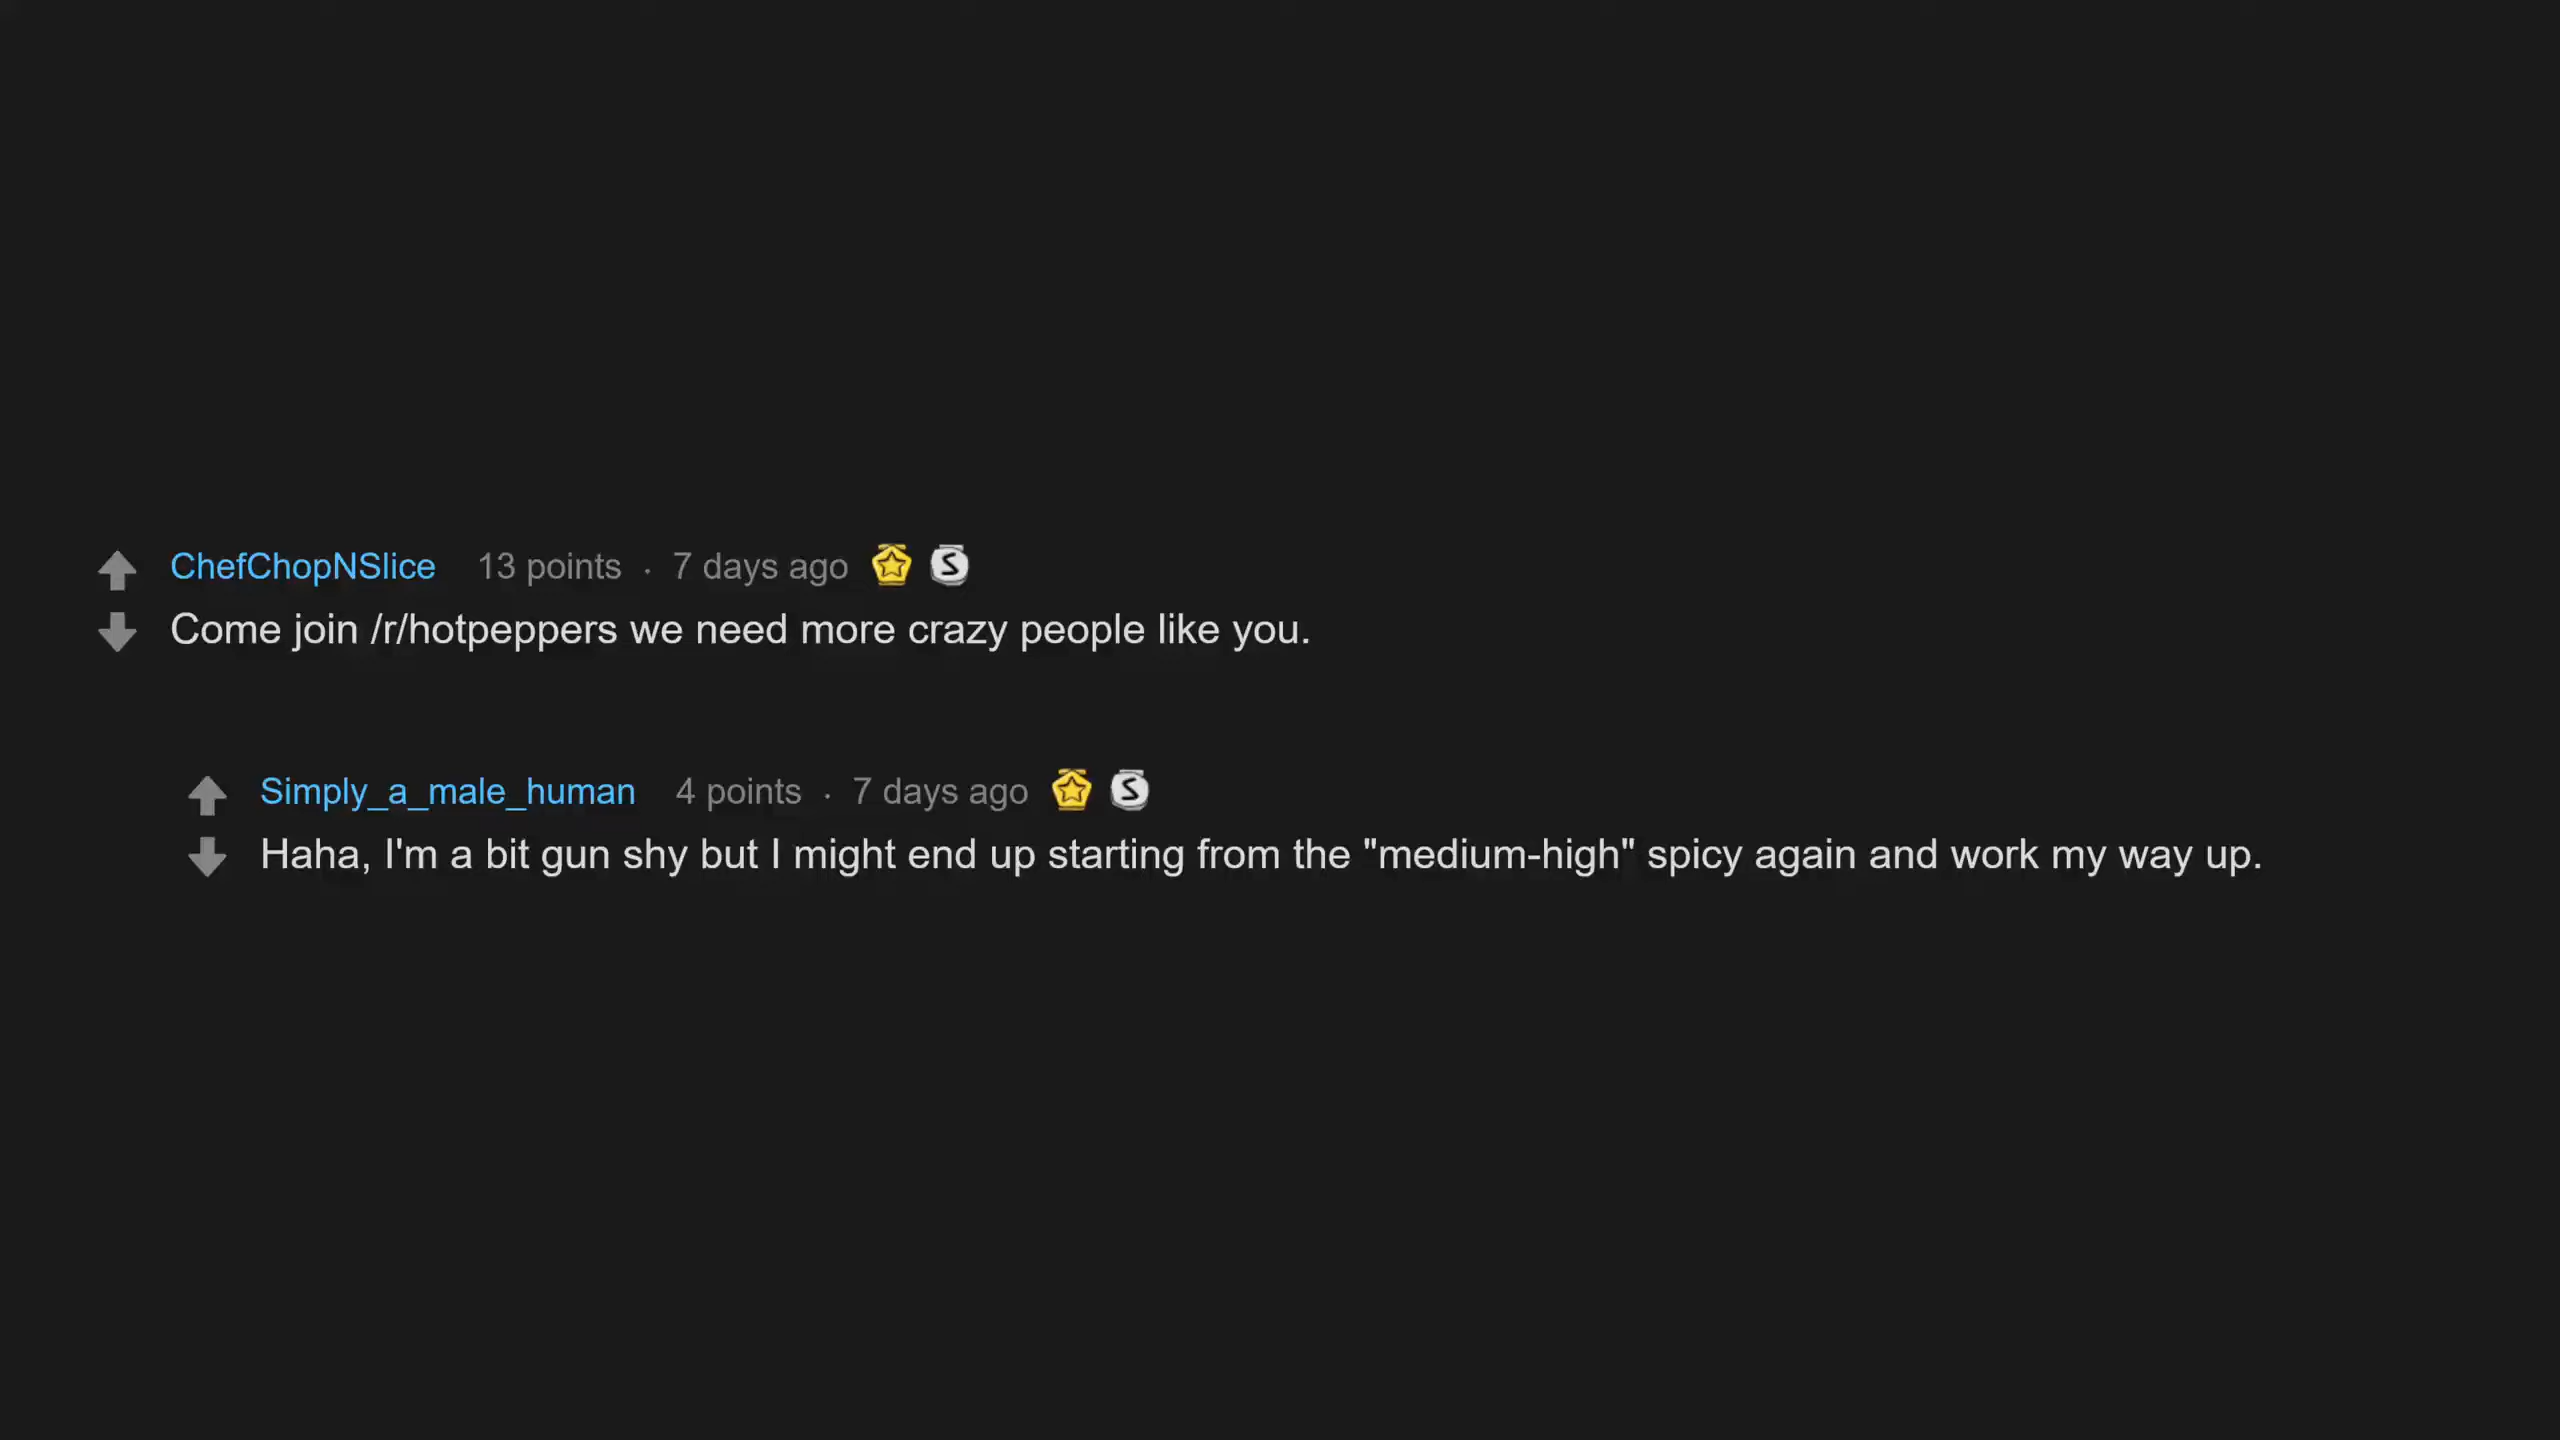 ChefChopNSlice 13 points · 7 days ago S
Come join /r/hotpeppers we need more crazy people like you.
Simply_a_male_human 4 points · 7 days ago S
Haha, I'm a bit gun shy but I might end up starting from the "medium-high" spicy again and work my way up.